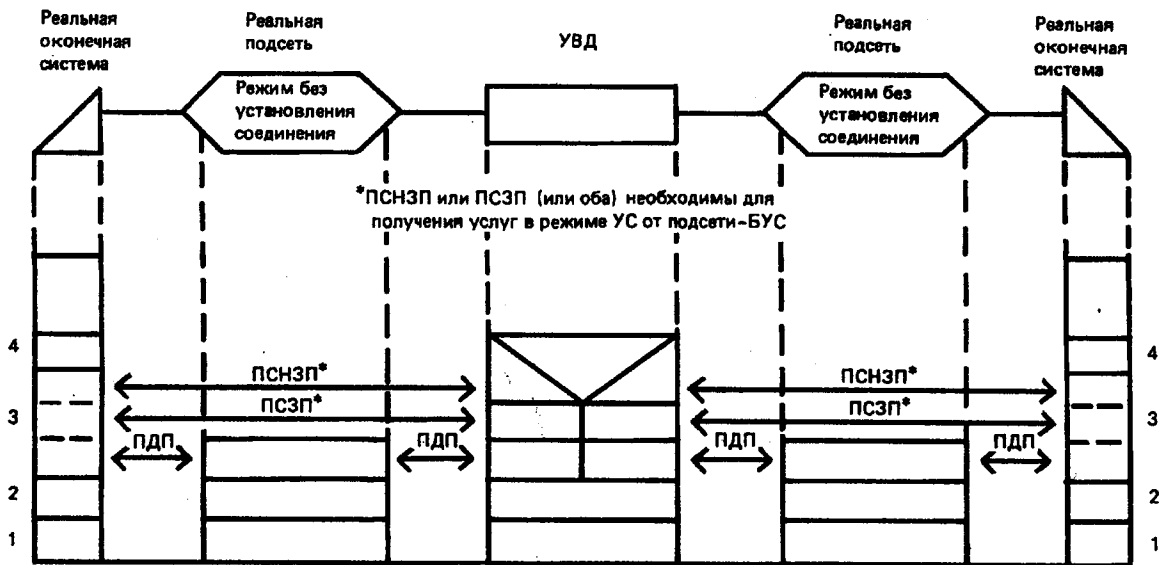 Реальная
оконечная
система
Реальная
подсеть
УВД
Реальная
подсеть
Реальная
оконечная
система
Режим без
установления
соединения
Режим без
установления
соединения
*ПСНЗП или ПСЗП (или оба) необходимы для
получения услуг в режиме УС от подсети-БУС
4
ПСНЗП*
ПСНЗП*
4
3
ПСЗП*
ПСЗП*
3
ПДП
ПДП
ПДП
ПДП
2
2
1
1